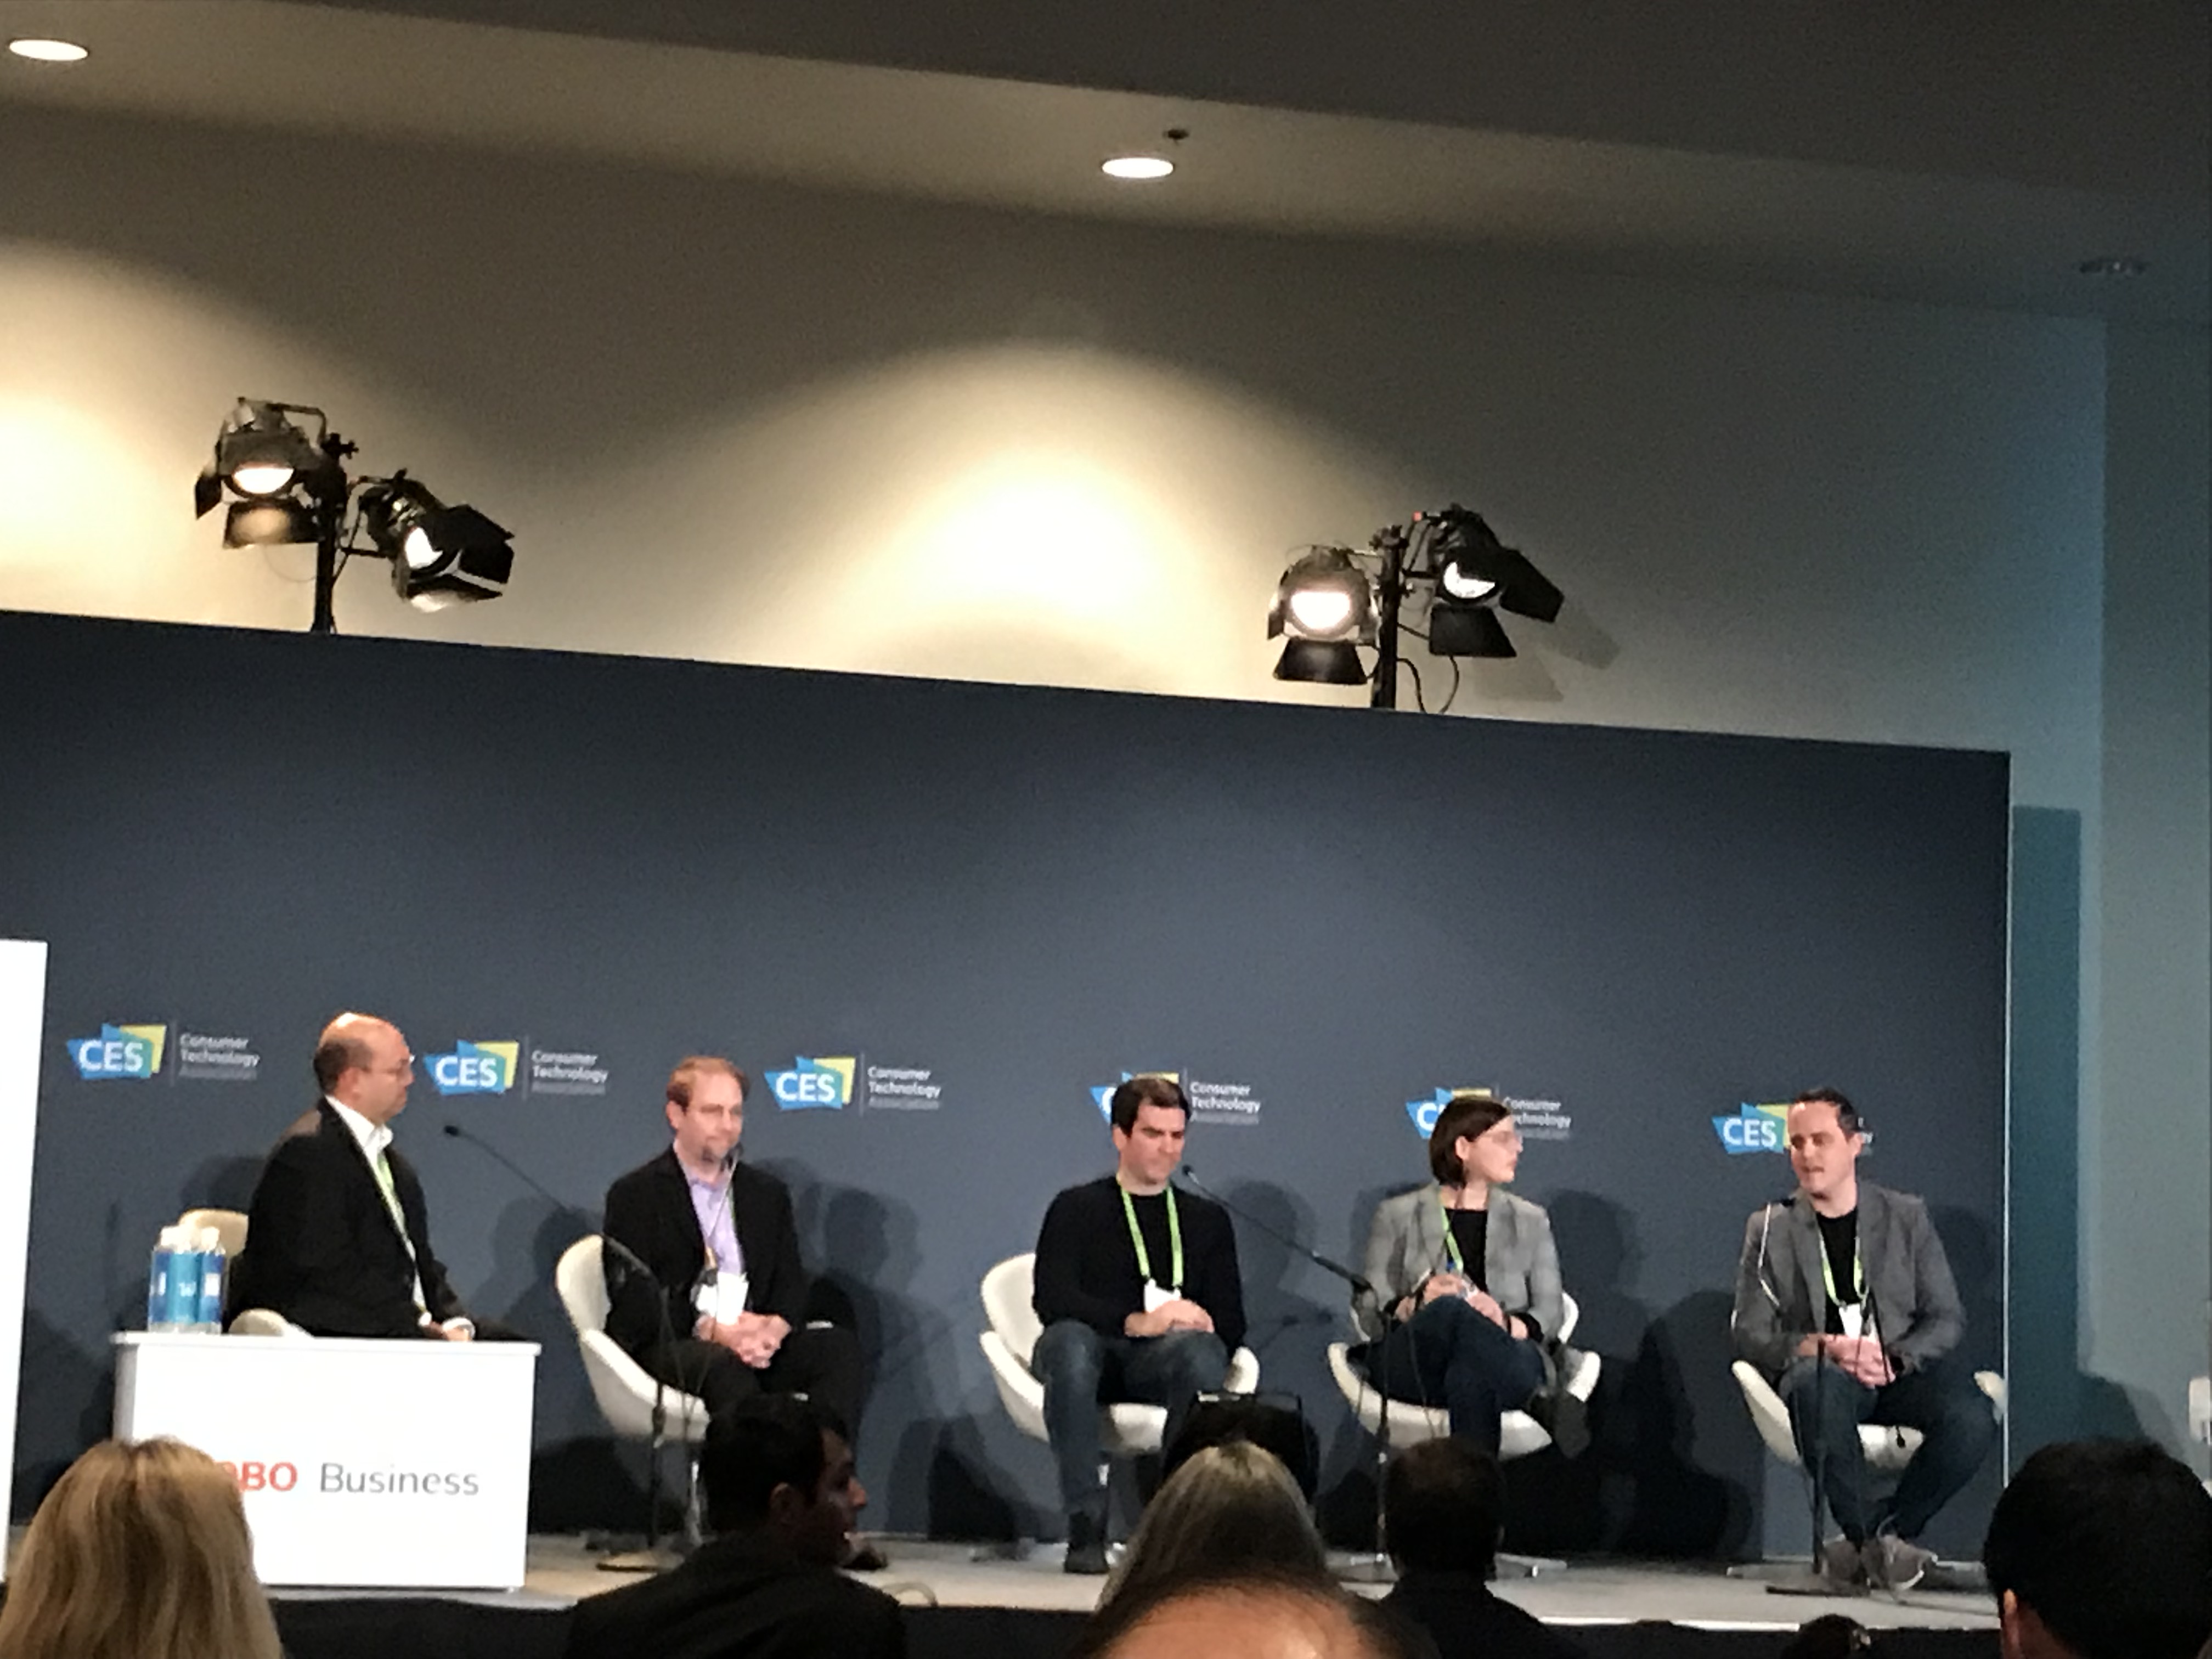 CES
Consumer
Technology
Association
CES
Consumer
Technology
Association
CES
Consumer
Technology
Association
Consumer
Technology
Association
Consumer
Technology
Association
CES
OBO Business